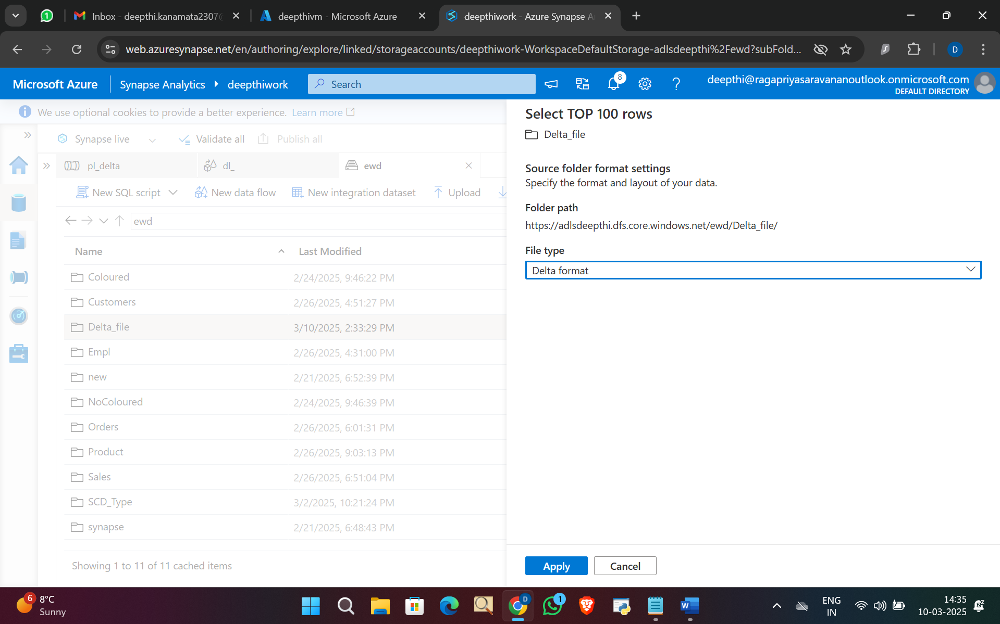 1
Inbox - deepthi.kanamata2307@
deepthivm - Microsoft Azure
deepthiwork - Azure Synapse A
web.azuresynapse.net/en/authoring/explore/linked/storageaccounts/deepthiwork-WorkspaceDefaultStorage-adlsdeepthi%2Fewd?subFold...
D
Microsoft Azure
Synapse Analytics
deepthiwork
Search
8
deepthi@ragapriyasaravananoutlook.onmicrosoft.com
DEFAULT DIRECTORY
We use optional cookies to provide a better experience. Learn more
Synapse live
Validate all
Publish all
pl_delta
dl_
ewd
New SQL script
New data flow
New integration dataset
Upload
ewd
Name
Last Modified
Coloured 2/24/2025, 9:46:22 PM
Customers 2/26/2025, 4:51:27 PM
Delta_file 3/10/2025, 2:33:29 PM
Empl 2/26/2025, 4:31:00 PM
new 2/21/2025, 6:52:39 PM
NoColoured 2/24/2025, 9:46:39 PM
Orders 2/26/2025, 6:01:31 PM
Product 2/26/2025, 9:03:13 PM
Sales 2/26/2025, 6:51:04 PM
SCD_Type 3/2/2025, 10:21:24 PM
synapse 2/21/2025, 6:48:43 PM
Showing 1 to 11 of 11 cached items
Select TOP 100 rows
Delta_file
Source folder format settings
Specify the format and layout of your data.
Folder path
https://adlsdeepthi.dfs.core.windows.net/ewd/Delta_file/
File type
Delta format
Apply
Cancel
6
8°C
Sunny
D
1
W
ENG
IN
14:35
10-03-2025